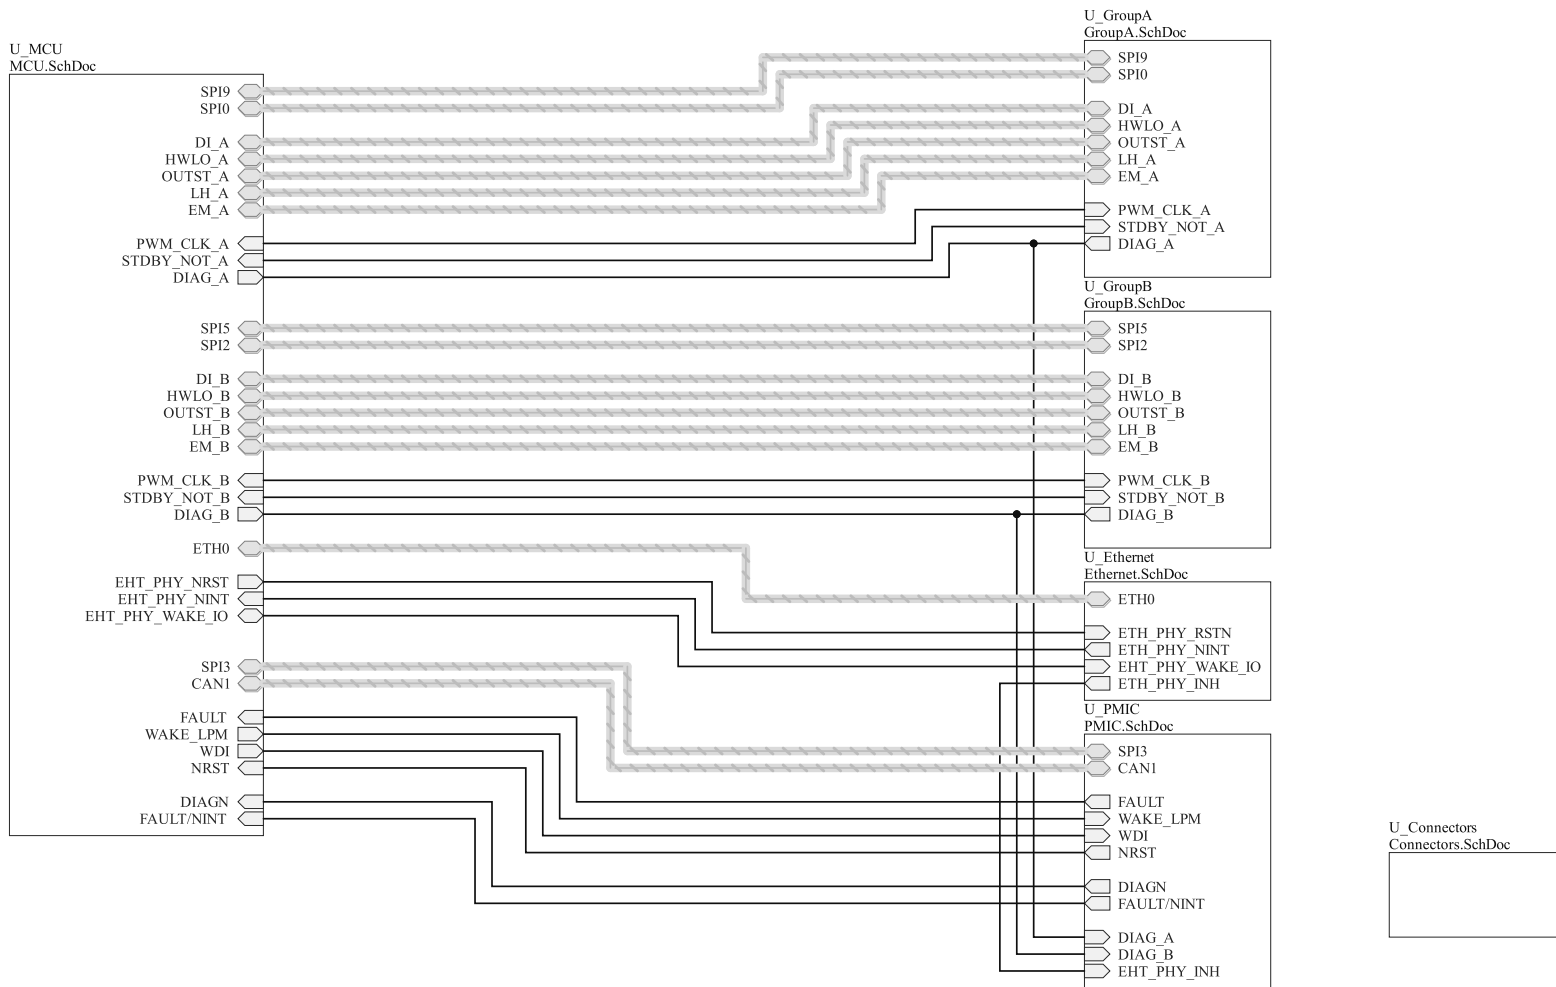 U_MCU
MCU.SchDoc
SPI9
SPI0
DI_A
HWLO_A
OUTST_A
LH_A
EM_A
PWM_CLK_A
STDBY_NOT_A
DIAG_A
SPI5
SPI2
DI_B
HWLO_B
OUTST_B
LH_B
EM_B
PWM_CLK_B
STDBY_NOT_B
DIAG_B
ETH0
EHT_PHY_NRST
EHT_PHY_NINT
EHT_PHY_WAKE_IO
SPI3
CAN1
FAULT
WAKE_LPM
WDI
NRST
DIAGN
FAULT/NINT
U_GroupA
GroupA.SchDoc
SPI9
SPI0
DI_A
HWLO_A
OUTST_A
LH_A
EM_A
PWM_CLK_A
STDBY_NOT_A
DIAG_A
U_GroupB
GroupB.SchDoc
SPI5
SPI2
DI_B
HWLO_B
OUTST_B
LH_B
EM_B
PWM_CLK_B
STDBY_NOT_B
DIAG_B
U_Ethernet
Ethernet.SchDoc
ETH0
ETH_PHY_RSTN
ETH_PHY_NINT
EHT_PHY_WAKE_IO
ETH_PHY_INH
U_PMIC
PMIC.SchDoc
SPI3
CAN1
FAULT
WAKE_LPM
WDI
NRST
DIAGN
FAULT/NINT
DIAG_A
DIAG_B
EHT_PHY_INH
U_Connectors
Connectors.SchDoc